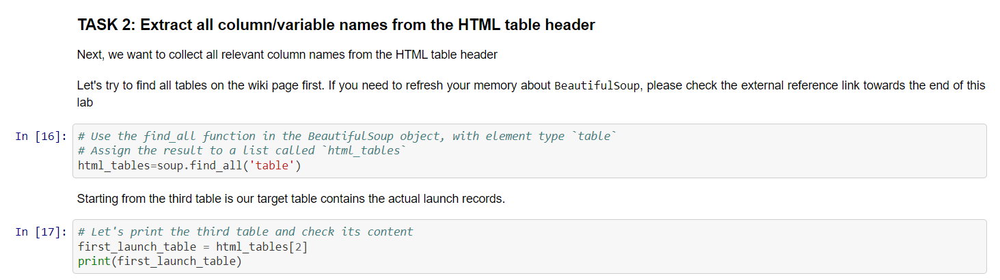 TASK 2: Extract all column/variable names from the HTML table header
Next, we want to collect all relevant column names from the HTML table header
Let's try to find all tables on the wiki page first. If you need to refresh your memory about BeautifulSoup, please check the external reference link towards the end of this
lab
In [16]: # Use the find_all function in the BeautifulSoup object, with element type `table`
# Assign the result to a list called `html_tables`
html_tables=soup.find_all('table')
Starting from the third table is our target table contains the actual launch records.
In [17]: # Let's print the third table and check its content
first_launch_table = html_tables[2]
print(first_launch_table)